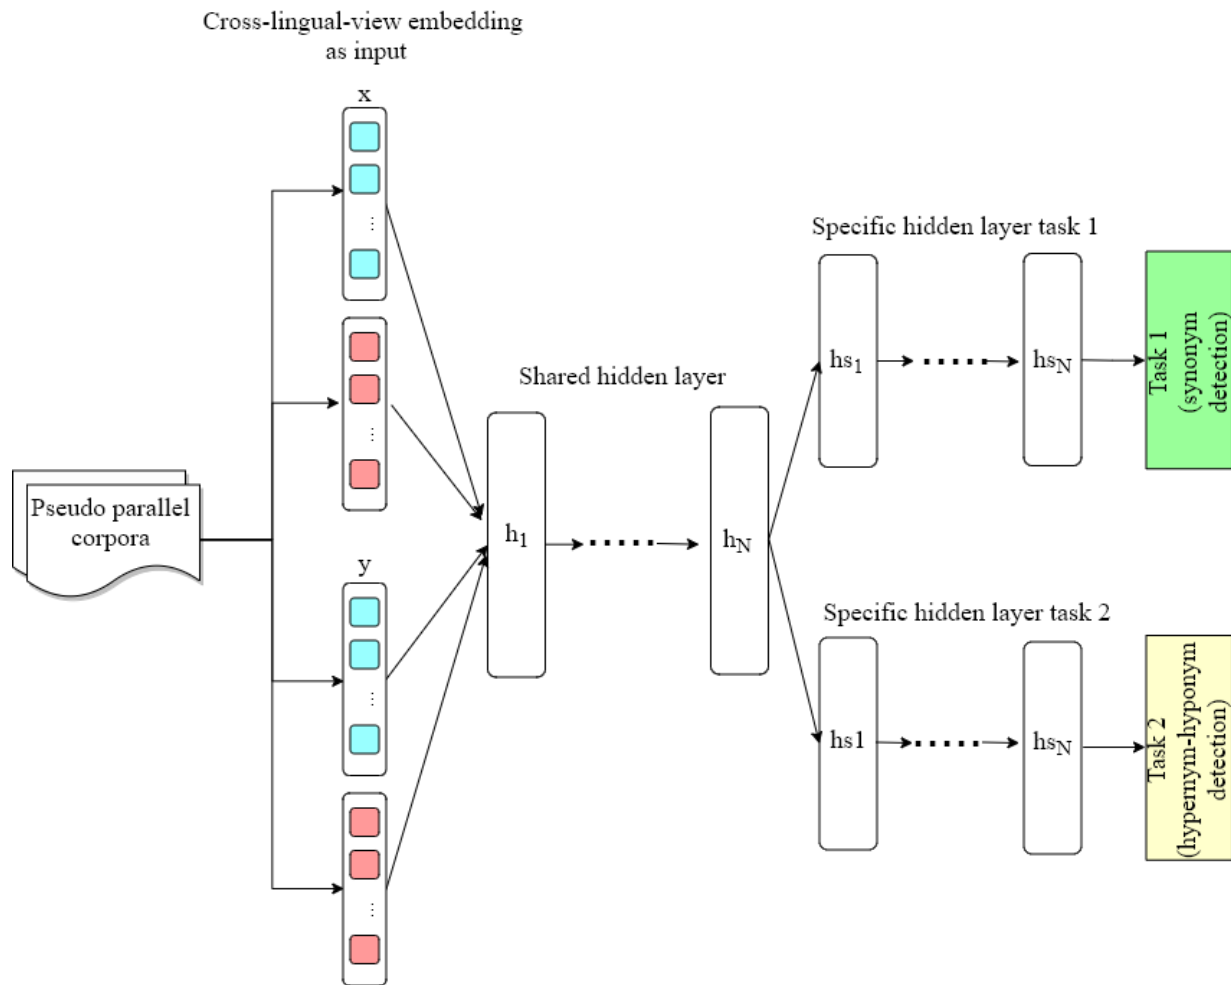 Cross-lingual-view embedding
as input
x
Pseudo parallel
corpora
y
Shared hidden layer
h1
hN
Specific hidden layer task 1
hs1
hsN
Task 1
(synonym
detection)
Specific hidden layer task 2
hs1
hsN
Task 2
(hypernym-hyponym
detection)